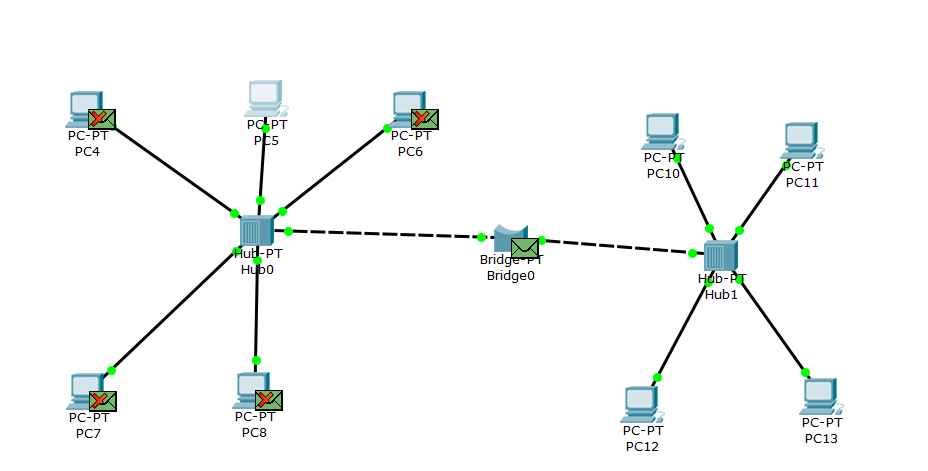 PC-PT
PC4
PC-PT
PC5
PC-PT
PC6
PC-PT
PC10
PC-PT
PC11
Hub-PT
Hub0
Bridge-PT
Bridge0
Hub-PT
Hub1
PC-PT
PC7
PC-PT
PC8
PC-PT
PC12
PC-PT
PC13